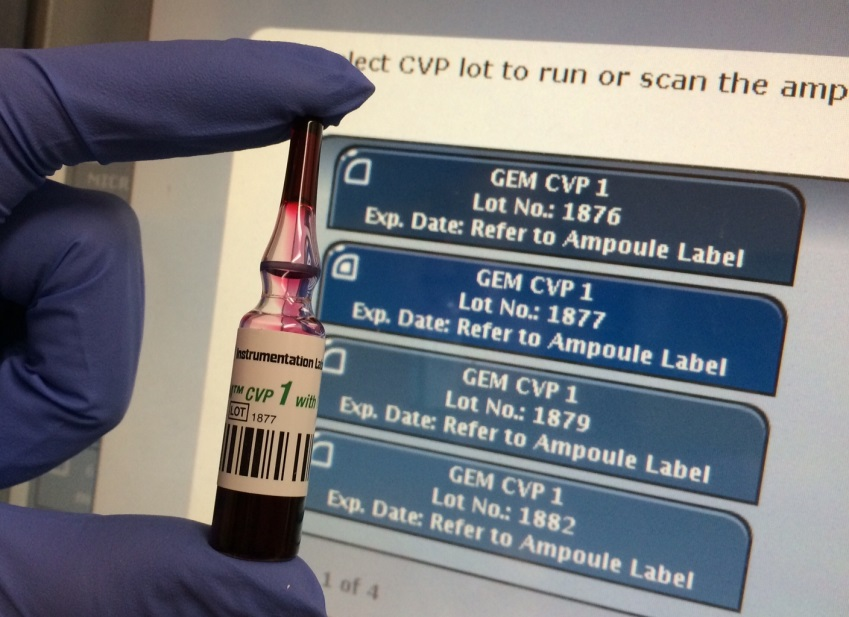 lect CVP lot to run or scan the amp
GEM CVP 1
Lot No.: 1876
Exp. Date: Refer to Ampoule Label
GEM CVP 1
Lot No.: 1877
Exp. Date: Refer to Ampoule Label
GEM CVP 1
Lot No.: 1879
Exp. Date: Refer to Ampoule Label
GEM CVP 1
Lot No.: 1882
Exp. Date: Refer to Ampoule Label
1 of 4
Instrumentation La
™ CVP 1 with
LOT 1877